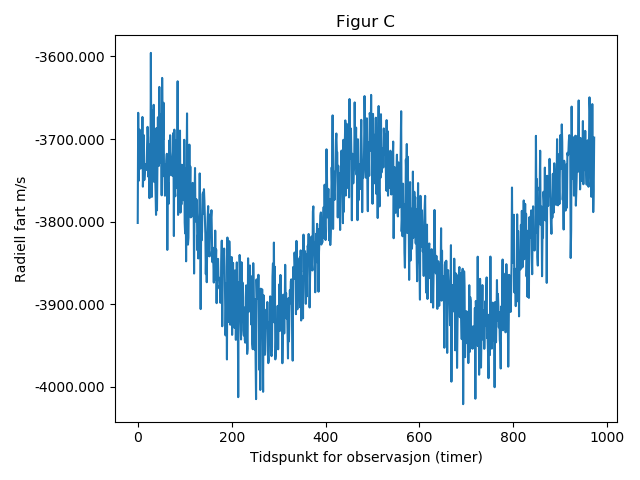 Figur C
-3600.000
-3700.000
-3800.000
-3900.000
-4000.000
Radiell fart m/s
0 200 400 600 800 1000
Tidspunkt for observasjon (timer)